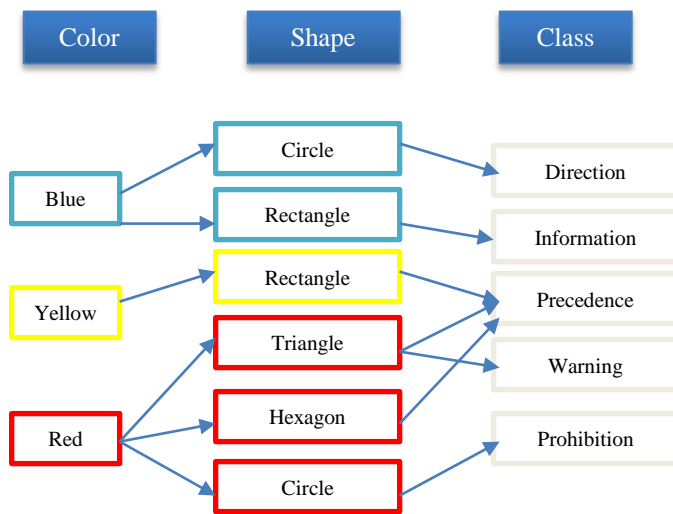 Color
Shape
Class
Blue
Yellow
Red
Circle
Rectangle
Rectangle
Triangle
Hexagon
Circle
Direction
Information
Precedence
Warning
Prohibition